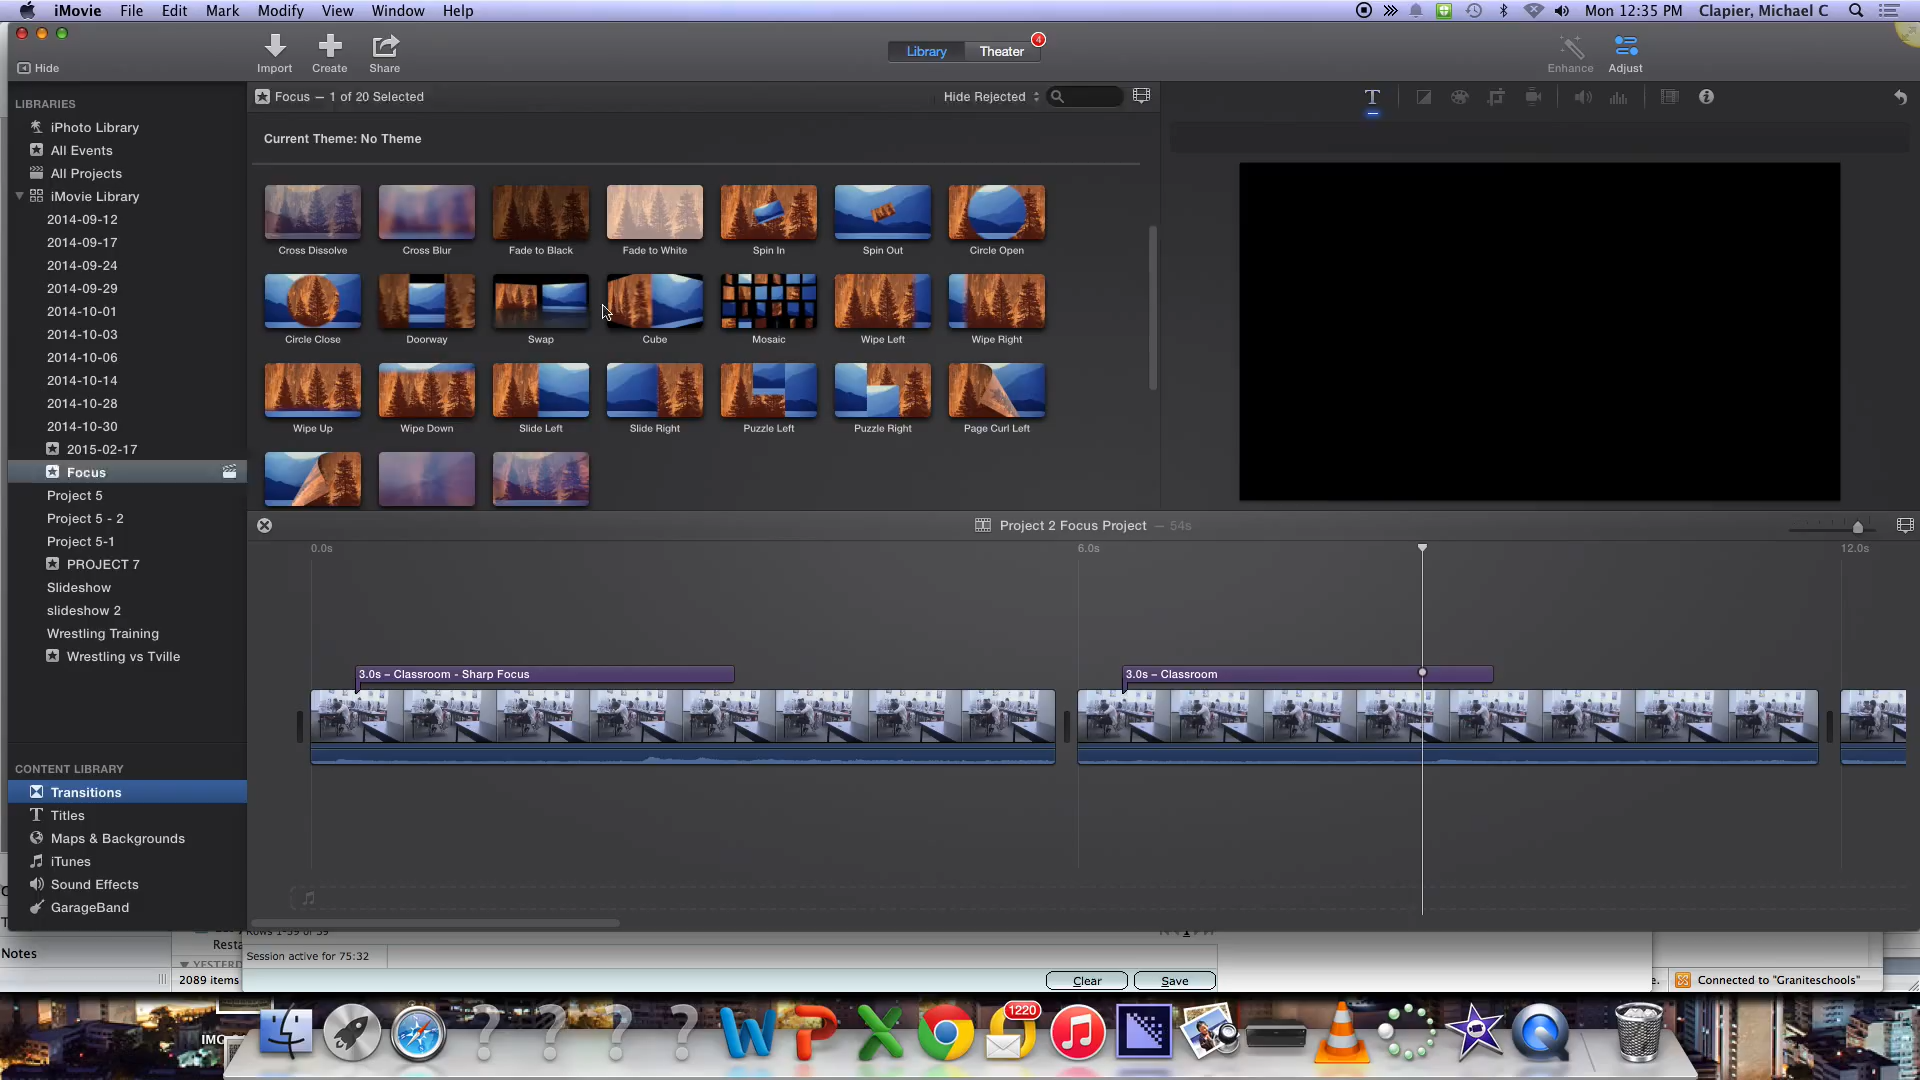 iMovie File Edit Mark Modify View Window Help
Mon 12:35 PM Clapier, Michael C
Hide
Import Create Share
Library Theater 4
Enhance Adjust
LIBRARIES
iPhoto Library
All Events
All Projects
iMovie Library
2014-09-12
2014-09-17
2014-09-24
2014-09-29
2014-10-01
2014-10-03
2014-10-06
2014-10-14
2014-10-28
2014-10-30
2015-02-17
Focus
Project 5
Project 5 - 2
Project 5-1
PROJECT 7
Slideshow
slideshow 2
Wrestling Training
Wrestling vs Tville
CONTENT LIBRARY
Transitions
Titles
Maps & Backgrounds
iTunes
Sound Effects
GarageBand
Focus — 1 of 20 Selected
Hide Rejected
Current Theme: No Theme
Cross Dissolve Cross Blur Fade to Black Fade to White Spin In Spin Out Circle Open
Circle Close Doorway Swap Cube Mosaic Wipe Left Wipe Right
Wipe Up Wipe Down Slide Left Slide Right Puzzle Left Puzzle Right Page Curl Left
T
Project 2 Focus Project — 54s
0.0s 6.0s 12.0s
3.0s – Classroom - Sharp Focus
3.0s – Classroom
Rows 1-39 of 39
Notes
Resta
YESTERD
2089 items
Session active for 75:32
Clear Save
Connected to "Graniteschools"
IMG
1220